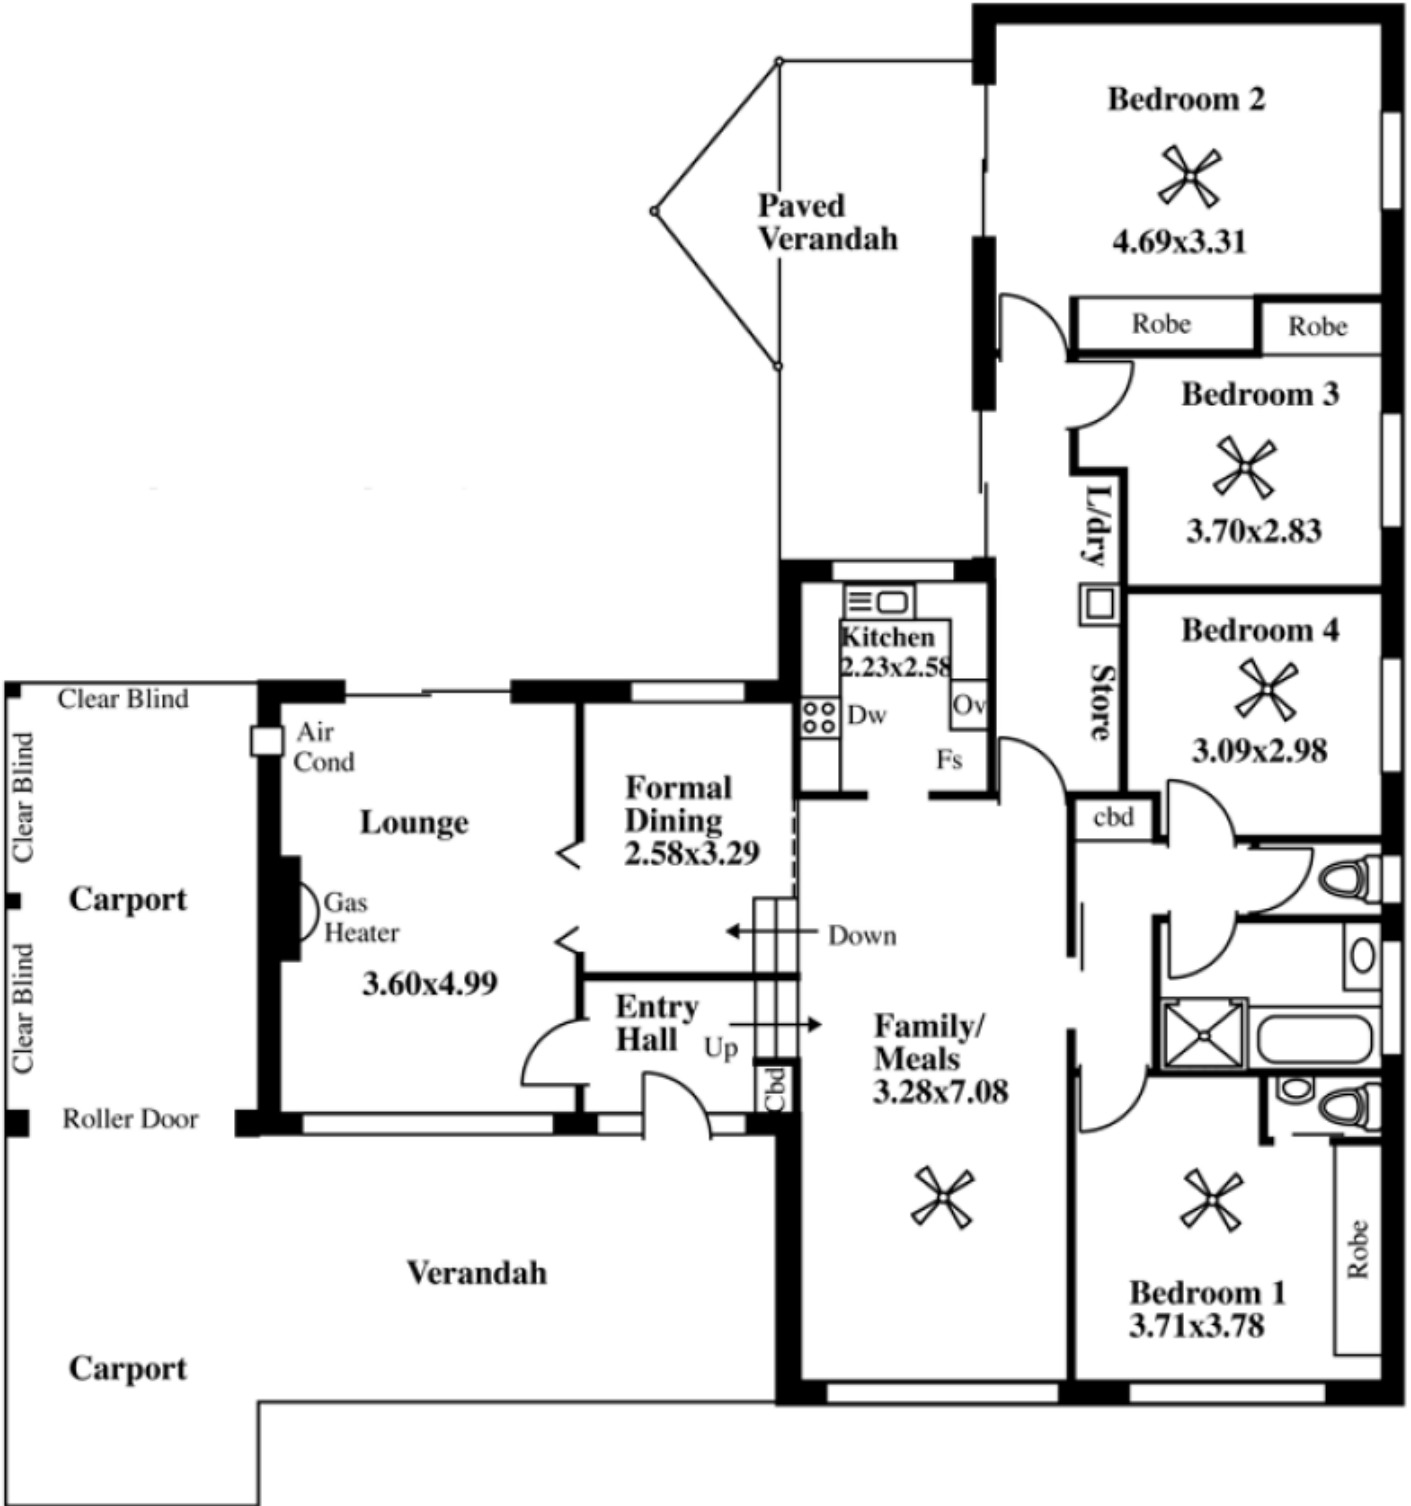 Bedroom 2
4.69x3.31
Paved
Verandah
Robe
Robe
Bedroom 3
3.70x2.83
L/dry
Kitchen
2.23x2.58
Ov
Dw
Fs
Store
Bedroom 4
3.09x2.98
cbd
Clear Blind
Clear Blind
Air
Cond
Lounge
Formal
Dining
2.58x3.29
Carport
Gas
Heater
3.60x4.99
Down
Clear Blind
Entry
Hall
Up
Cbd
Family/
Meals
3.28x7.08
Roller Door
Verandah
Robe
Bedroom 1
3.71x3.78
Carport